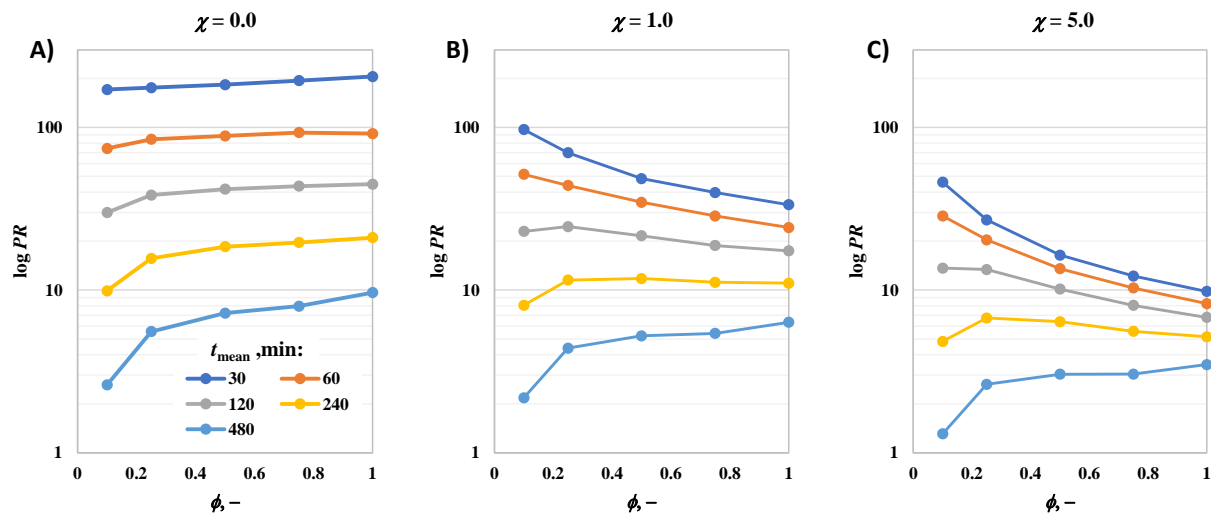 χ = 0.0
A)
100
10
1
log PR
t mean ,min:
30
60
120
240
480
0 0.2 0.4 0.6 0.8 1
ϕ, –
χ = 1.0
B)
100
10
1
log PR
0 0.2 0.4 0.6 0.8 1
ϕ, –
χ = 5.0
C)
100
10
1
log PR
0 0.2 0.4 0.6 0.8 1
ϕ, –